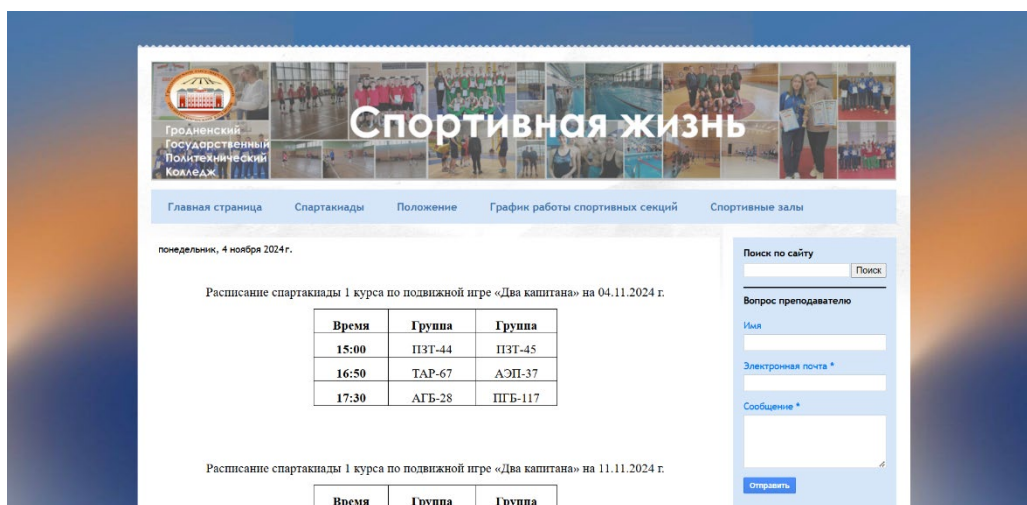 Гродненский
Государственный
Политехнический
Колледж
Спортивная жизнь
Главная страница Спартакиады Положение График работы спортивных секций Спортивные залы
понедельник, 4 ноября 2024 г.
Расписание спартакиады 1 курса по подвижной игре «Два капитана» на 04.11.2024 г.
Время Группа Группа
15:00 ПЗТ-44 ПЗТ-45
16:50 ТАР-67 АЭП-37
17:30 АГБ-28 ПГБ-117
Расписание спартакиады 1 курса по подвижной игре «Два капитана» на 11.11.2024 г.
Время Группа Группа
Поиск по сайту
Поиск
Вопрос преподавателю
Имя
Электронная почта *
Сообщение *
Отправить